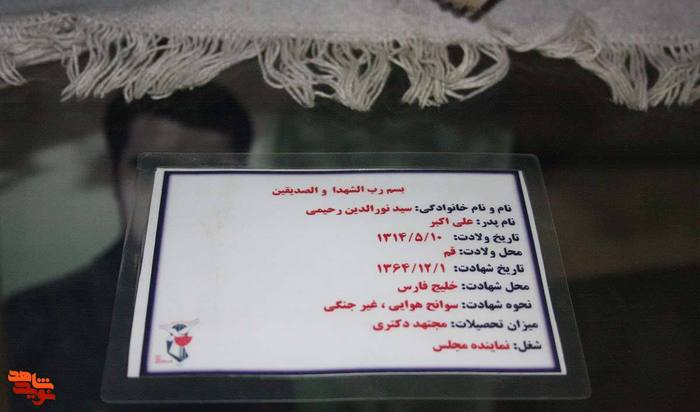 بسم رب الشهدا و الصدیقین
نام و نام خانوادگی: سید نورالدین رحیمی
نام پدر: علی اکبر
تاریخ ولادت: ۱۳۱۴/۵/۱۰
محل ولادت: قم
تاریخ شهادت: ۱۳۶۴/۱۲/۱
محل شهادت: خلیج فارس
نحوه شهادت: سوانح هوایی ، غیر جنگی
میزان تحصیلات: مجتهد دکتری
شغل: نماینده مجلس
نوید شاهد